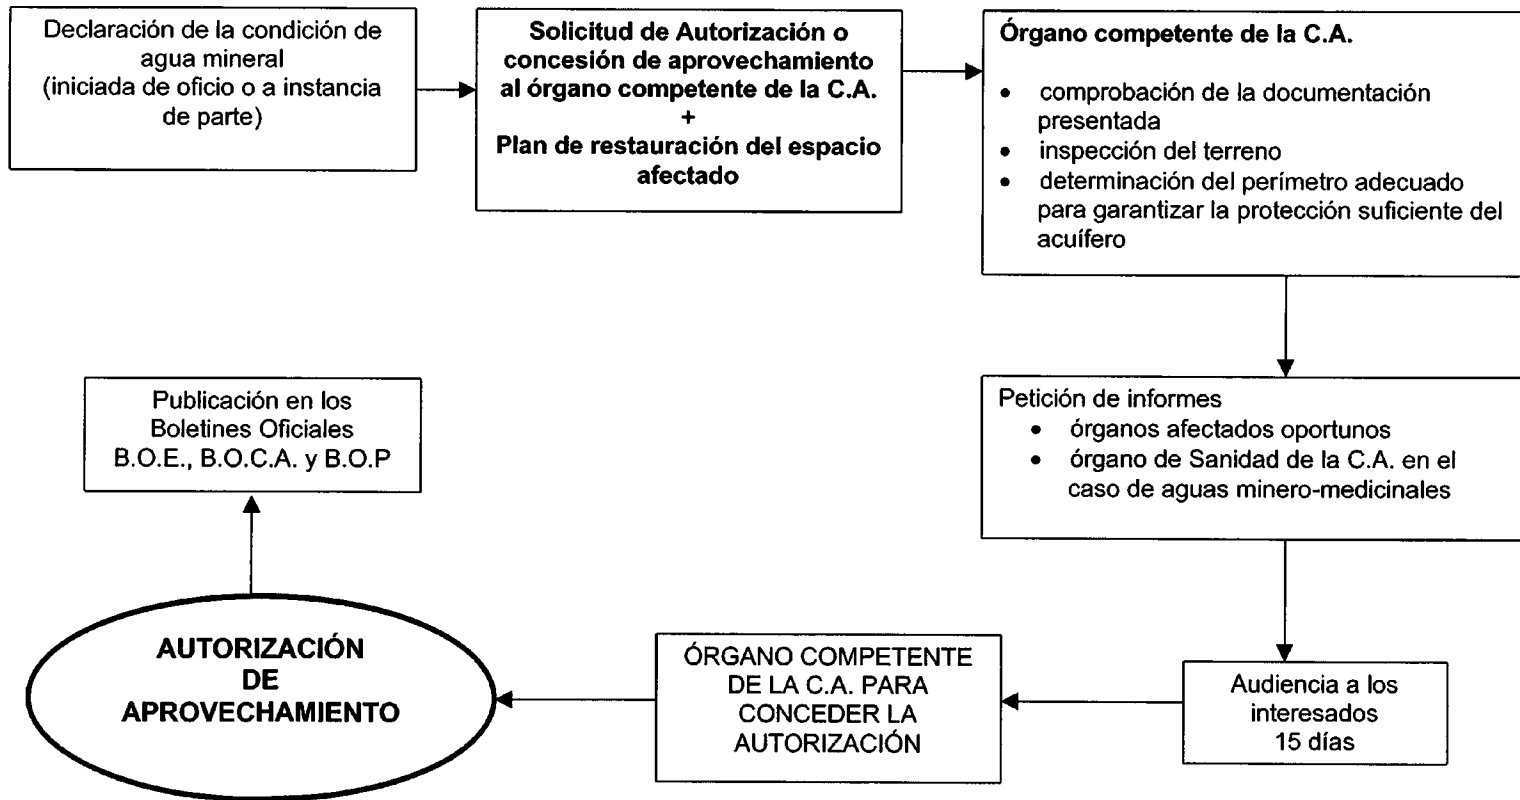 Declaración de la condición de
agua mineral
(iniciada de oficio o a instancia
de parte)
Solicitud de Autorización o
concesión de aprovechamiento
al órgano competente de la C.A.
+
Plan de restauración del espacio
afectado
Órgano competente de la C.A.
• comprobación de la documentación
presentada
• inspección del terreno
• determinación del perímetro adecuado
para garantizar la protección suficiente del
acuífero
Petición de informes
• órganos afectados oportunos
• órgano de Sanidad de la C.A. en el
caso de aguas minero-medicinales
Audiencia a los
interesados
15 días
ÓRGANO COMPETENTE
DE LA C.A. PARA
CONCEDER LA
AUTORIZACIÓN
AUTORIZACIÓN
DE
APROVECHAMIENTO
Publicación en los
Boletines Oficiales
B.O.E., B.O.C.A. y B.O.P